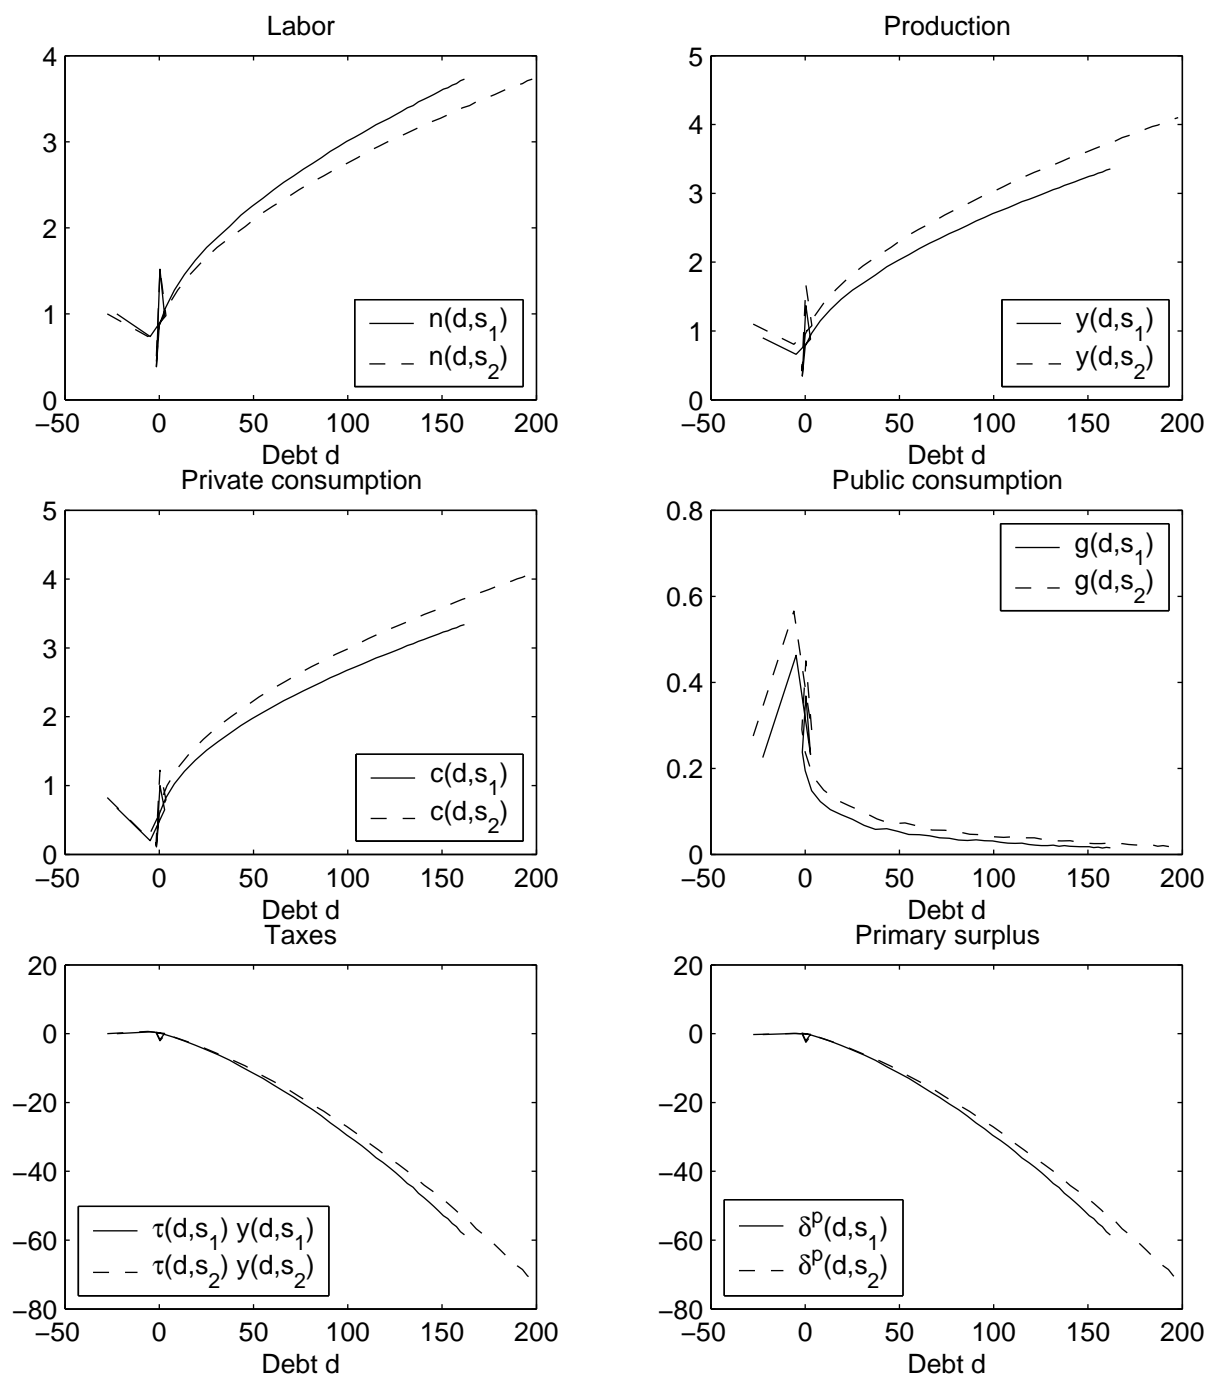 Labor
4
3
2
1
0
−50 0 50 100 150 200
Debt d
n(d,s₁)
n(d,s₂)
Production
5
4
3
2
1
0
−50 0 50 100 150 200
Debt d
y(d,s₁)
y(d,s₂)
Private consumption
5
4
3
2
1
0
−50 0 50 100 150 200
Debt d
c(d,s₁)
c(d,s₂)
Public consumption
0.8
0.6
0.4
0.2
0
−50 0 50 100 150 200
Debt d
g(d,s₁)
g(d,s₂)
Taxes
20
0
−20
−40
−60
−80
−50 0 50 100 150 200
Debt d
τ(d,s₁) y(d,s₁)
τ(d,s₂) y(d,s₂)
Primary surplus
20
0
−20
−40
−60
−80
−50 0 50 100 150 200
Debt d
δᵖ(d,s₁)
δᵖ(d,s₂)